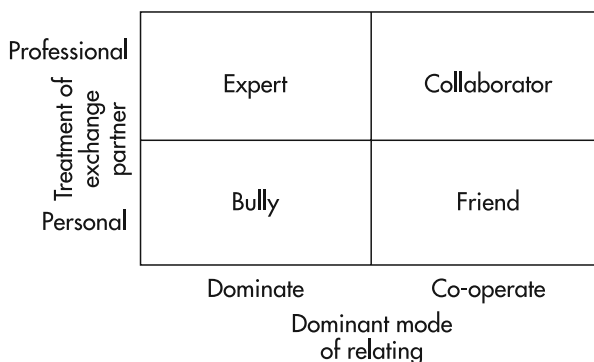 Professional
Treatment of
exchange
partner
Personal
Expert
Collaborator
Bully
Friend
Dominate
Co-operate
Dominant mode
of relating